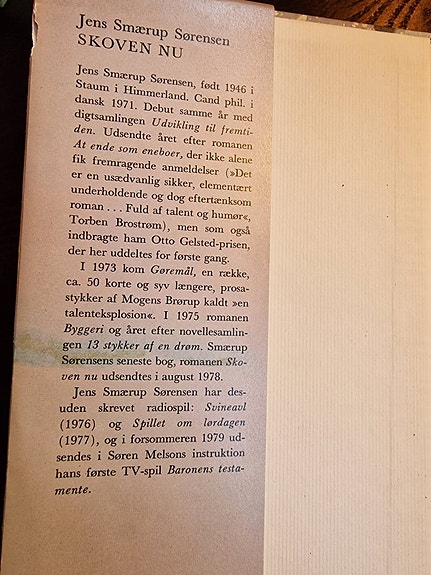 Jens Smærup Sørensen
SKOVEN NU
Jens Smærup Sørensen, født 1946 i
Staum i Himmerland. Cand phil. i
dansk 1971. Debut samme år med
digtsamlingen Udvikling til fremti-
den. Udsendte året efter romanen
At ende som eneboer, der ikke alene
fik fremragende anmeldelser (»Det
er en usædvanlig sikker, elementært
underholdende og dog eftertænksom
roman . . . Fuld af talent og humør«,
Torben Brostrøm), men som også
indbragte ham Otto Gelsted-prisen,
der her uddeltes for første gang.
I 1973 kom Gøremål, en række,
ca. 50 korte og syv længere, prosa-
stykker af Mogens Brørup kaldt »en
talenteksplosion«. I 1975 romanen
Byggeri og året efter novellesamlin-
gen 13 stykker af en drøm. Smærup
Sørensens seneste bog, romanen Sko-
ven nu udsendtes i august 1978.
Jens Smærup Sørensen har des-
uden skrevet radiospil: Svineavl
(1976) og Spillet om lørdagen
(1977), og i forsommeren 1979 ud-
sendes i Søren Melsons instruktion
hans første TV-spil Baronens testa-
mente.